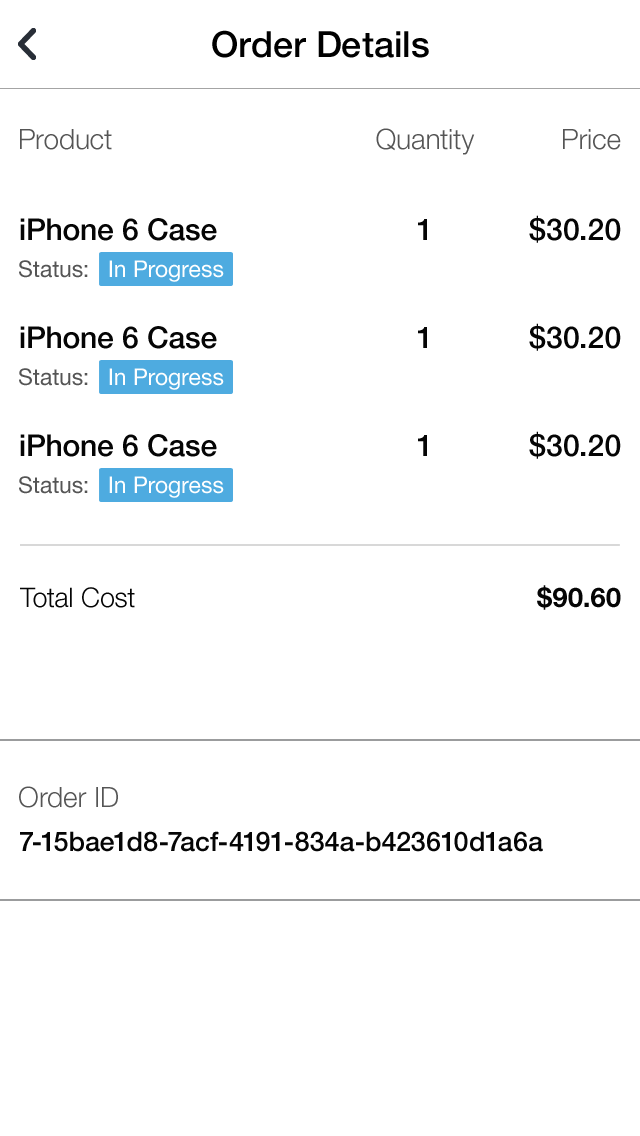 Order Details
Product Quantity Price
iPhone 6 Case 1 $30.20
Status: In Progress
iPhone 6 Case 1 $30.20
Status: In Progress
iPhone 6 Case 1 $30.20
Status: In Progress
Total Cost $90.60
Order ID
7-15bae1d8-7acf-4191-834a-b423610d1a6a